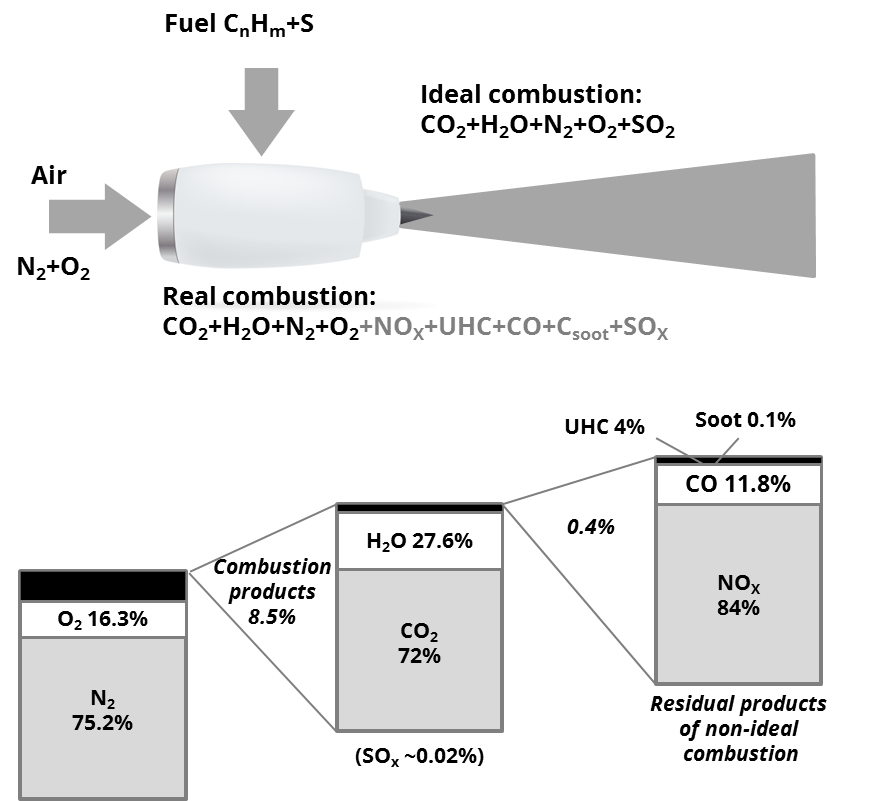 Fuel CₙHₘ+S
Ideal combustion:
CO₂+H₂O+N₂+O₂+SO₂
Air
N₂+O₂
Real combustion:
CO₂+H₂O+N₂+O₂+NOₓ+UHC+CO+Cₛₒₒₜ+SOₓ
UHC 4%
Soot 0.1%
CO 11.8%
0.4%
NOₓ
84%
H₂O 27.6%
Combustion
products
8.5%
CO₂
72%
O₂ 16.3%
N₂
75.2%
Residual products
of non-ideal
combustion
(SOₓ ~0.02%)